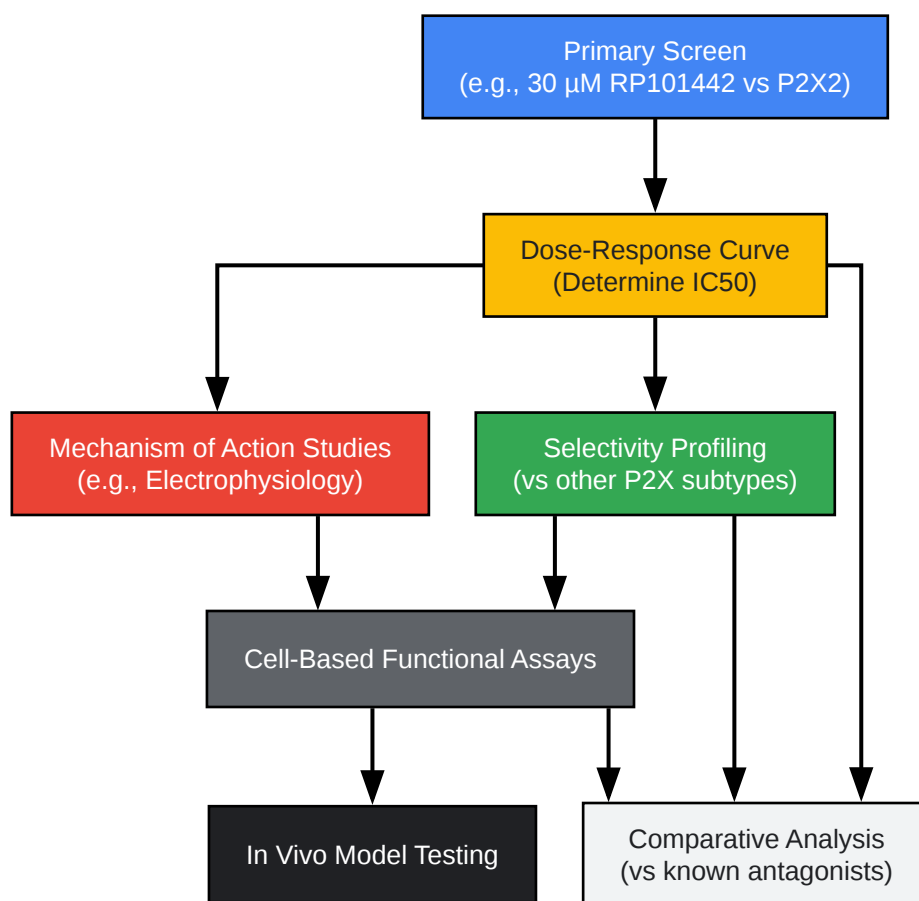 Primary Screen
(e.g., 30 µM RP101442 vs P2X2)
Dose-Response Curve
(Determine IC50)
Mechanism of Action Studies
(e.g., Electrophysiology)
Selectivity Profiling
(vs other P2X subtypes)
Cell-Based Functional Assays
In Vivo Model Testing
Comparative Analysis
(vs known antagonists)